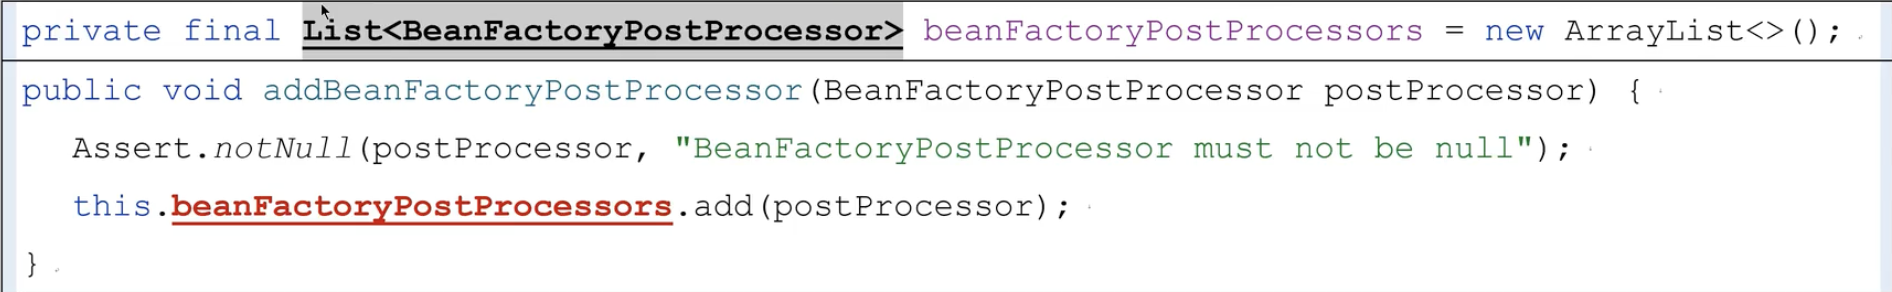 private final List<BeanFactoryPostProcessor> beanFactoryPostProcessors = new ArrayList<>();
public void addBeanFactoryPostProcessor(BeanFactoryPostProcessor postProcessor) {
Assert.notNull(postProcessor, "BeanFactoryPostProcessor must not be null");
this.beanFactoryPostProcessors.add(postProcessor);
}